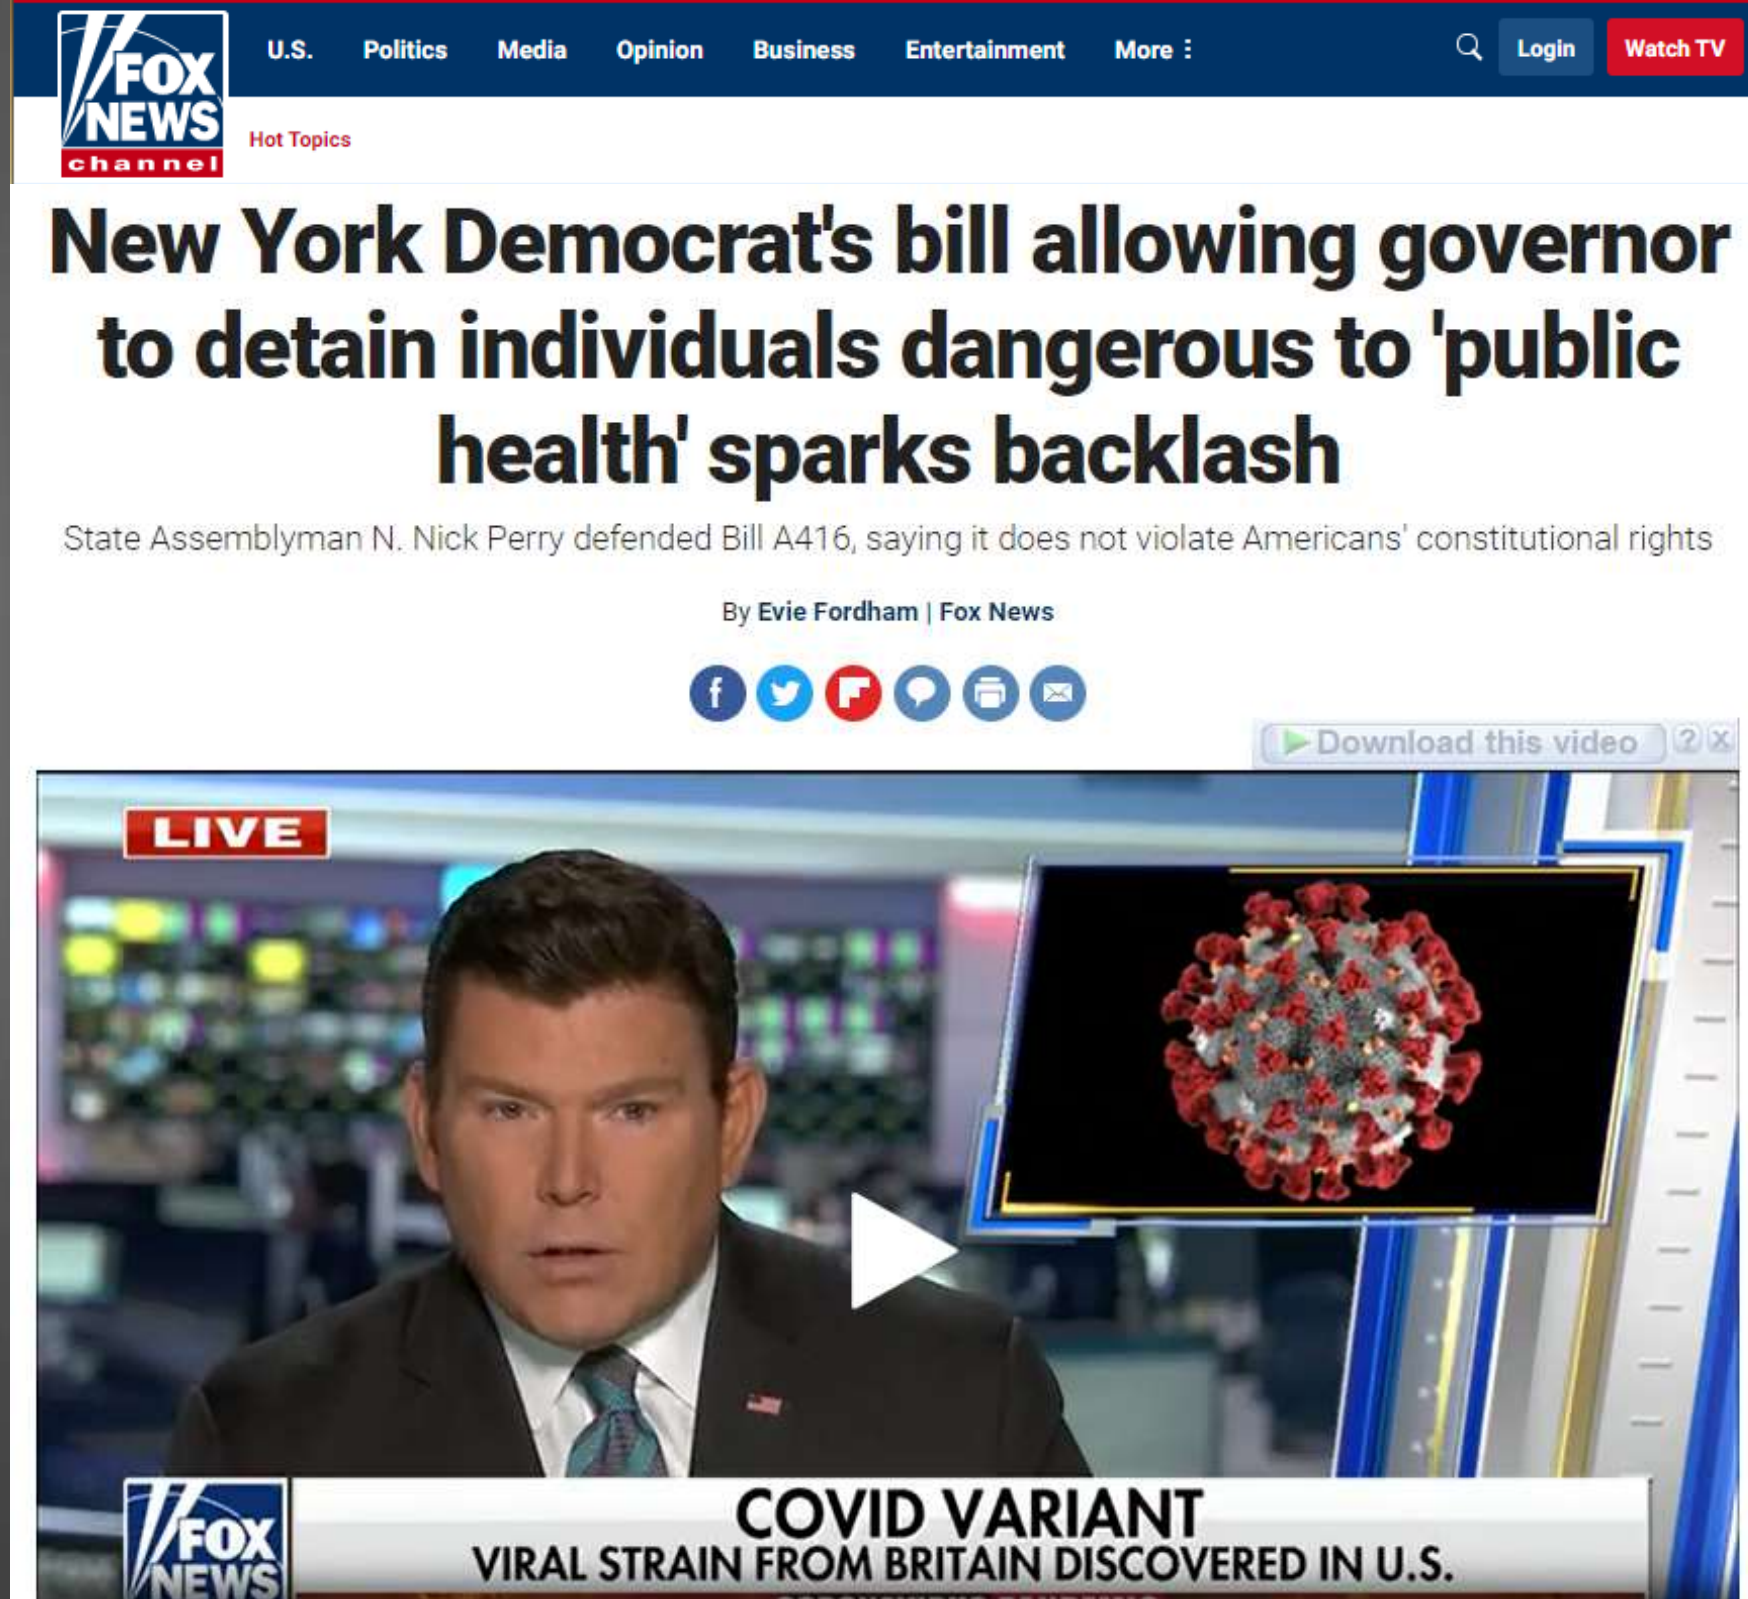 FOX
NEWS
channel
U.S. Politics Media Opinion Business Entertainment More Login Watch TV
Hot Topics
New York Democrat's bill allowing governor
to detain individuals dangerous to 'public
health' sparks backlash
State Assemblyman N. Nick Perry defended Bill A416, saying it does not violate Americans' constitutional rights
By Evie Fordham | Fox News
Download this video ? X
LIVE
FOX
NEWS
COVID VARIANT
VIRAL STRAIN FROM BRITAIN DISCOVERED IN U.S.